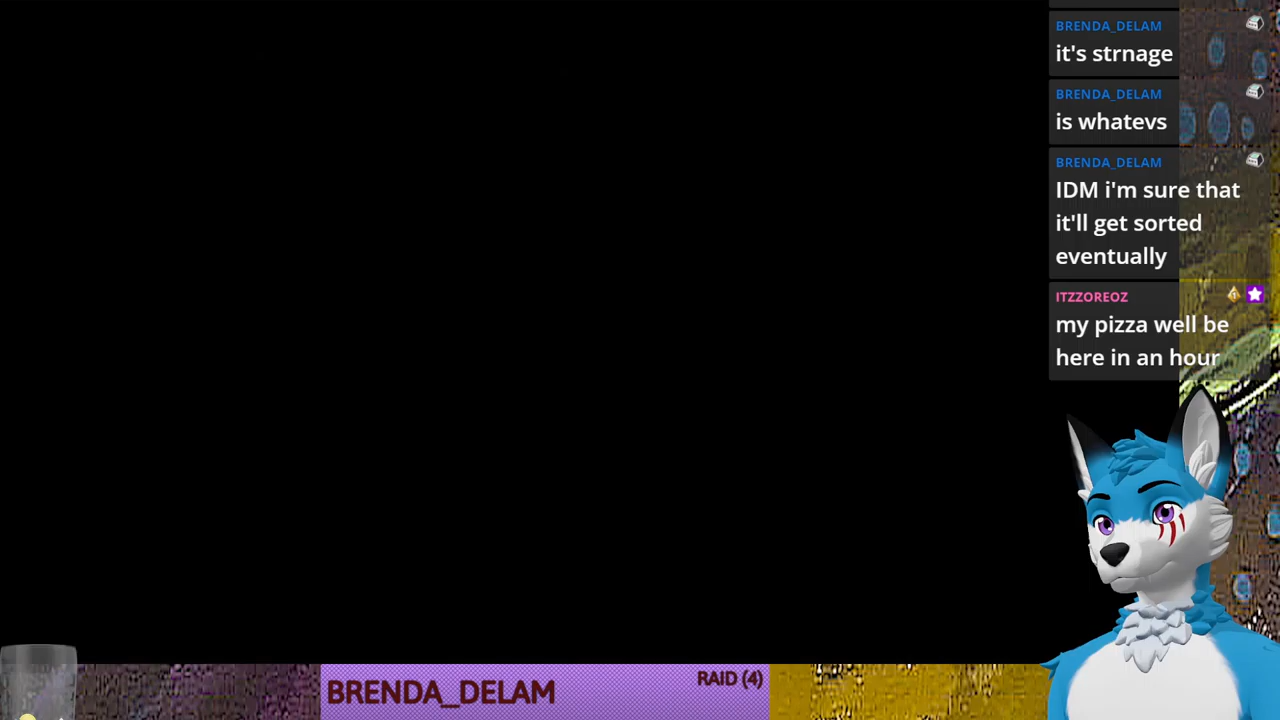 BRENDA_DELAM
it's strnage
BRENDA_DELAM
is whatevs
BRENDA_DELAM
IDM i'm sure that
it'll get sorted
eventually
ITZZOREOZ
my pizza well be
here in an hour
BRENDA_DELAM
RAID (4)